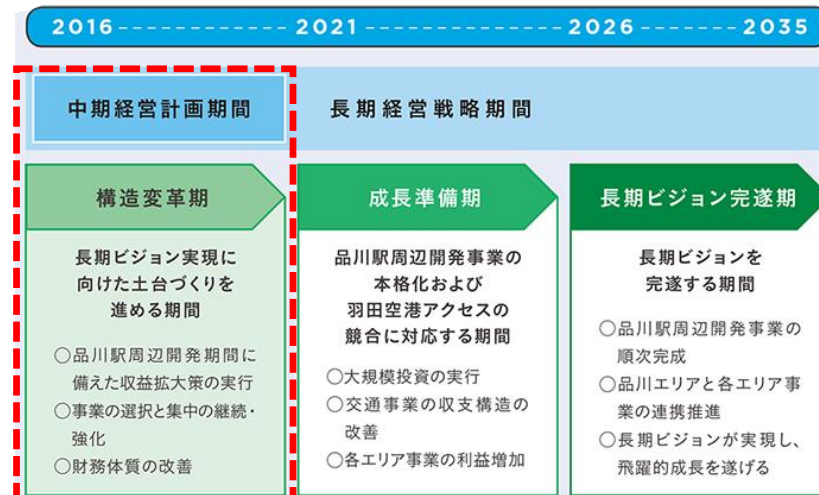 2016 2021 2026 2035
中期経営計画期間
長期経営戦略期間
構造変革期
長期ビジョン実現に
向けた土台づくりを
進める期間
○品川駅周辺開発期間に
備えた収益拡大策の実行
○事業の選択と集中の継続・
強化
○財務体質の改善
成長準備期
品川駅周辺開発事業の
本格化および
羽田空港アクセスの
競合に対応する期間
○大規模投資の実行
○交通事業の収支構造の
改善
○各エリア事業の利益増加
長期ビジョン完遂期
長期ビジョンを
完遂する期間
○品川駅周辺開発事業の
順次完成
○品川エリアと各エリア事
業の連携推進
○長期ビジョンが実現し、
飛躍的成長を遂げる